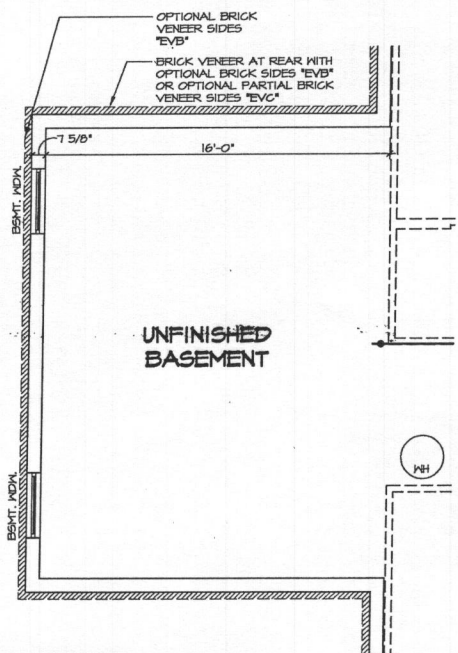 OPTIONAL BRICK
VENEER SIDES
"EVB"
BRICK VENEER AT REAR WITH
OPTIONAL BRICK SIDES "EVB"
OR OPTIONAL PARTIAL BRICK
VENEER SIDES "EVC"
7 5/8"
16'-0"
BSMT. WDW.
UNFINISHED
BASEMENT
WH
BSMT. WDW.